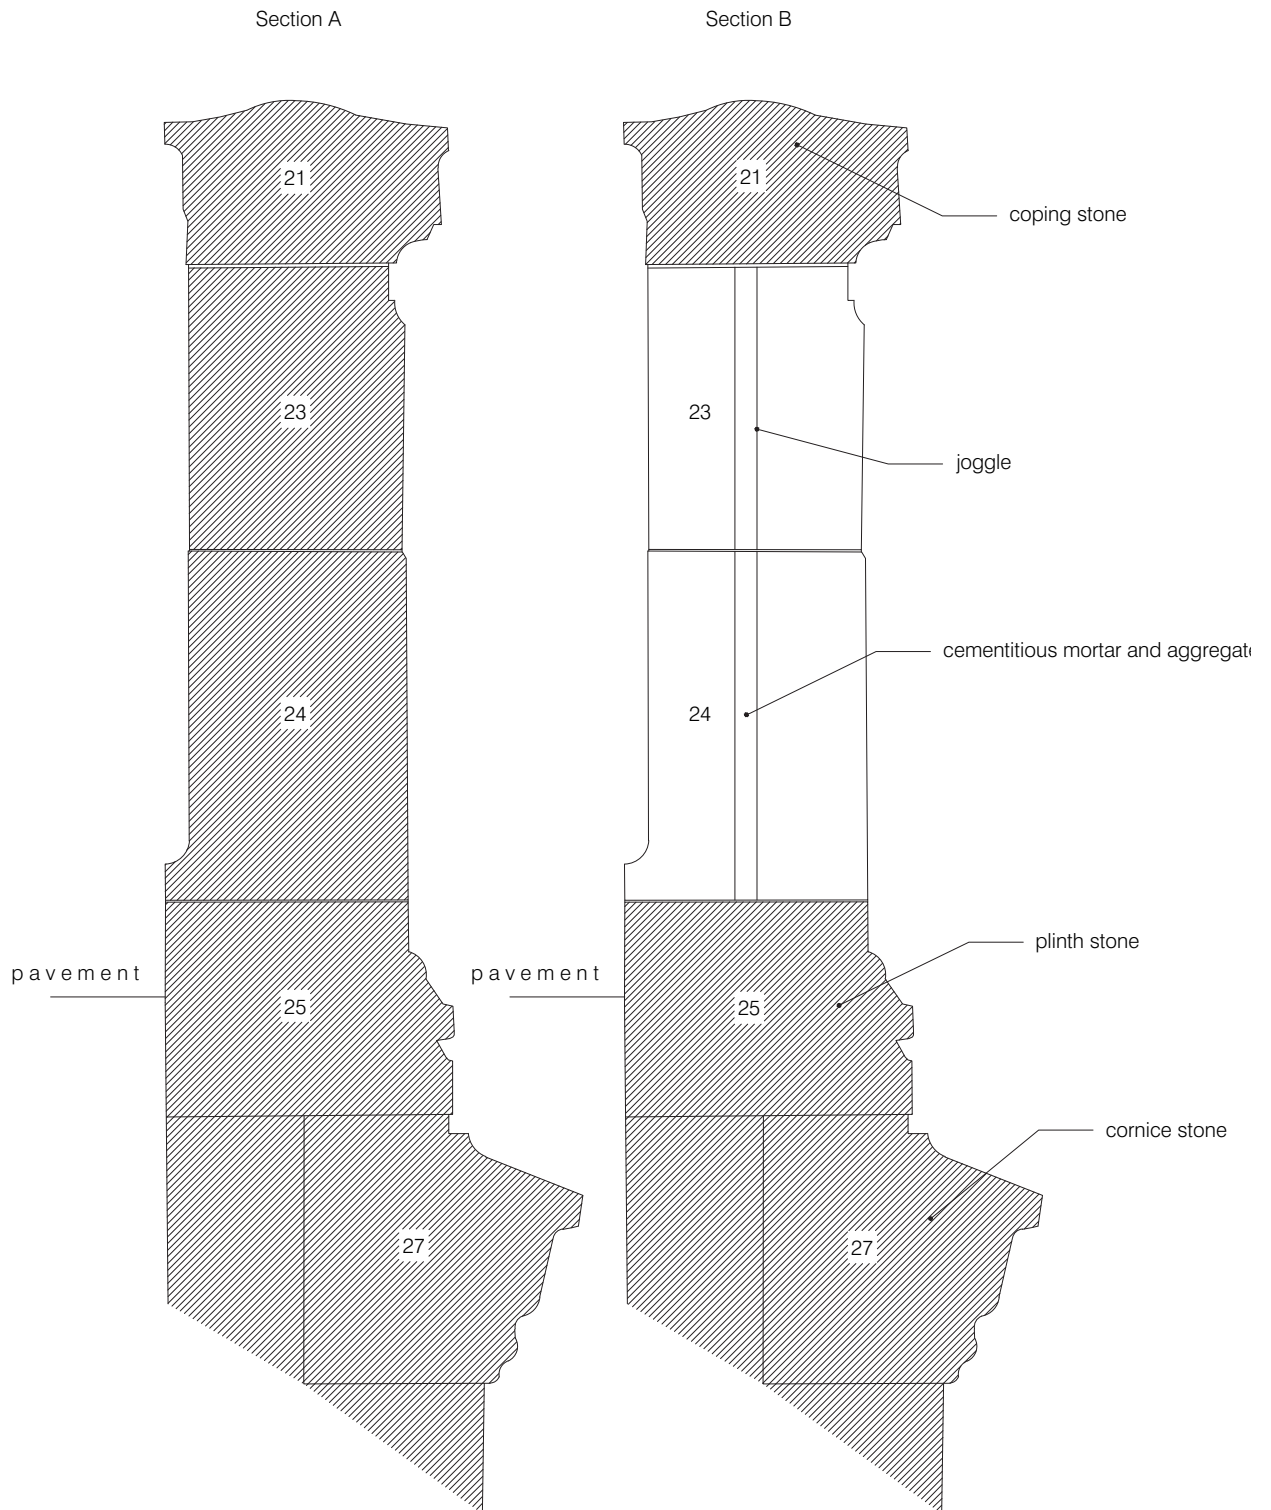 Section A
Section B
21
21
coping stone
23
23
joggle
cementitious mortar and aggregate
24
24
plinth stone
pavement
pavement
25
25
cornice stone
27
27